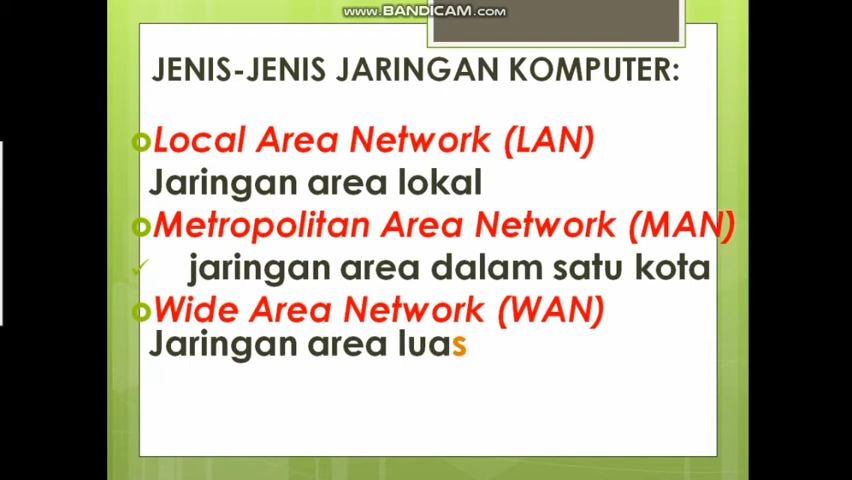 WWW.BANDICAM.COM
JENIS-JENIS JARINGAN KOMPUTER:
Local Area Network (LAN)
Jaringan area lokal
Metropolitan Area Network (MAN)
jaringan area dalam satu kota
Wide Area Network (WAN)
Jaringan area luas